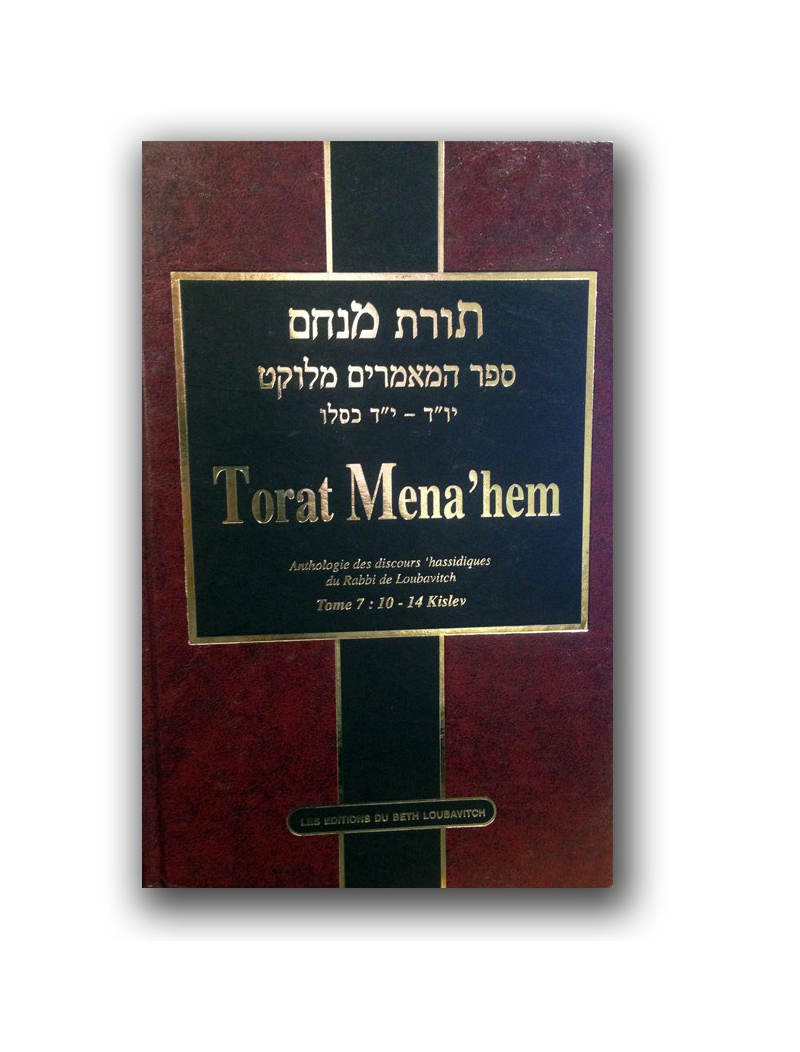 תורת מנחם
ספר המאמרים מלוקט
יו״ד – י״ד כסלו
Torat Mena'hem
Anthologie des discours 'hassidiques
du Rabbi de Loubavitch
Tome 7 : 10 - 14 Kislev
LES EDITIONS DU BETH LOUBAVITCH